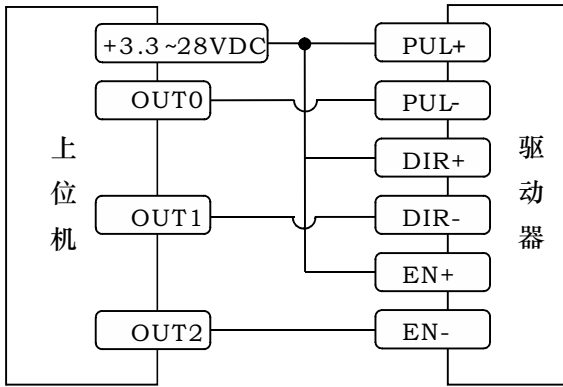 +3.3~28VDC
PUL+
OUT0
PUL-
上位机
DIR+
驱动器
OUT1
DIR-
EN+
OUT2
EN-